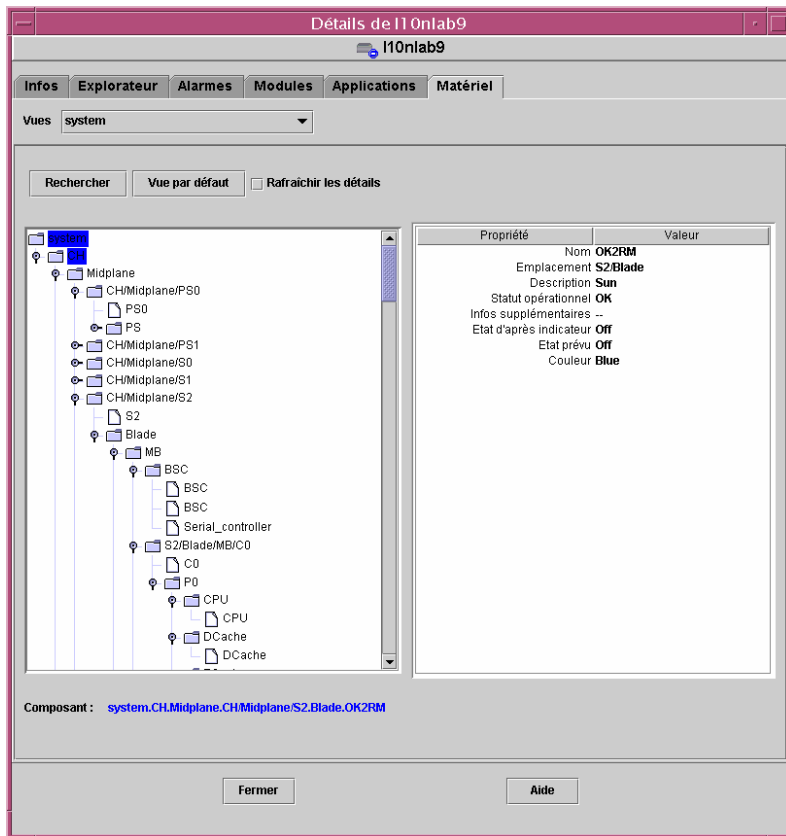 Détails de l10nlab9
l10nlab9
Infos Explorateur Alarmes Modules Applications Matériel
Vues system
Rechercher Vue par défaut Rafraîchir les détails
system
CH
Midplane
CH/Midplane/PS0
PS0
PS
CH/Midplane/PS1
CH/Midplane/S0
CH/Midplane/S1
CH/Midplane/S2
S2
Blade
MB
BSC
BSC
BSC
Serial_controller
S2/Blade/MB/C0
C0
P0
CPU
CPU
DCache
DCache
Propriété Valeur
Nom OK2RM
Emplacement S2/Blade
Description Sun
Statut opérationnel OK
Infos supplémentaires --
Etat d'après indicateur Off
Etat prévu Off
Couleur Blue
Composant : system.CH.Midplane.CH/Midplane/S2.Blade.OK2RM
Fermer Aide